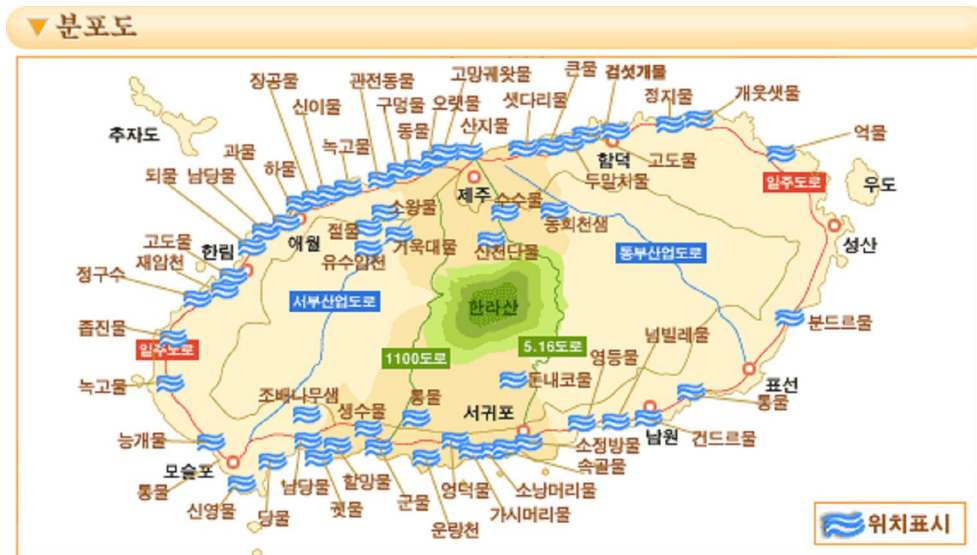 분포도
고망궤왓물
큰물
검섯개물
관전동물
장공물
오랫물
샛다리물
정지물
개웃샛물
신이물
구멍물
산지물
추자도
동물
녹고물
함덕
고도물
억물
과물
하물
퇴물
남당물
제주
두말치물
일주도로
우도
소왕물
수수물
절물
동회천샘
고도물
한림
애월
거욱대물
산천단물
성산
재암천
유수암천
동부산업도로
정구수
서부산업도로
한라산
좁진물
분드르물
일주도로
1100도로
5.16도로
넘빌레물
영등물
녹고물
돈내코물
표선
조배나무샘
통물
통물
생수물
서귀포
능개물
남원
건드르물
소정방물
모슬포
속골물
통물
남당물
할망물
엉덕물
소낭머리물
신영물
당물
궷물
군물
가시머리물
운랑천
위치표시